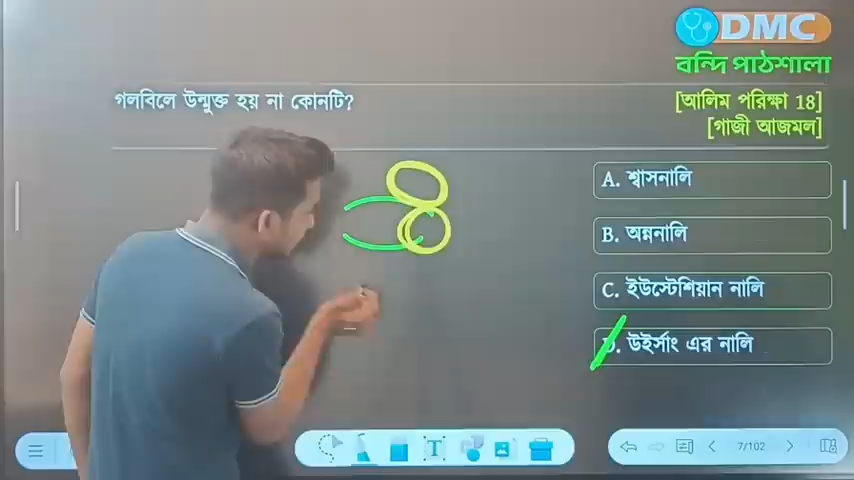 DMC
বন্দি পাঠশালা
গলবিলে উন্মুক্ত হয় না কোনটি?
[আলিম পরিক্ষা 18]
[গাজী আজমল]
A. শ্বাসনালি
B. অন্ননালি
C. ইউস্টেশিয়ান নালি
D. উইর্সাং এর নালি
7/102